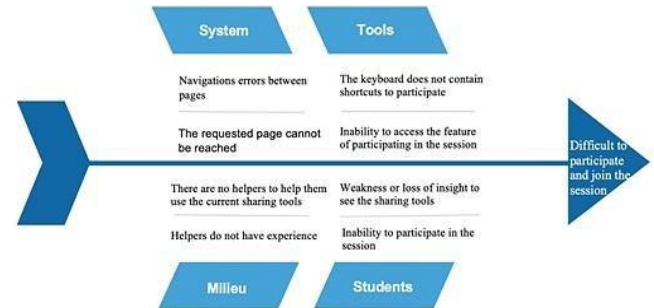 System
Tools
Navigations errors between
pages
The keyboard does not contain
shortcuts to participate
The requested page cannot
be reached
Inability to access the feature
of participating in the session
Difficult to
participate
and join the
session
There are no helpers to help them
use the current sharing tools
Weakness or loss of insight to
see the sharing tools
Helpers do not have experience
Inability to participate in the
session
Milieu
Students